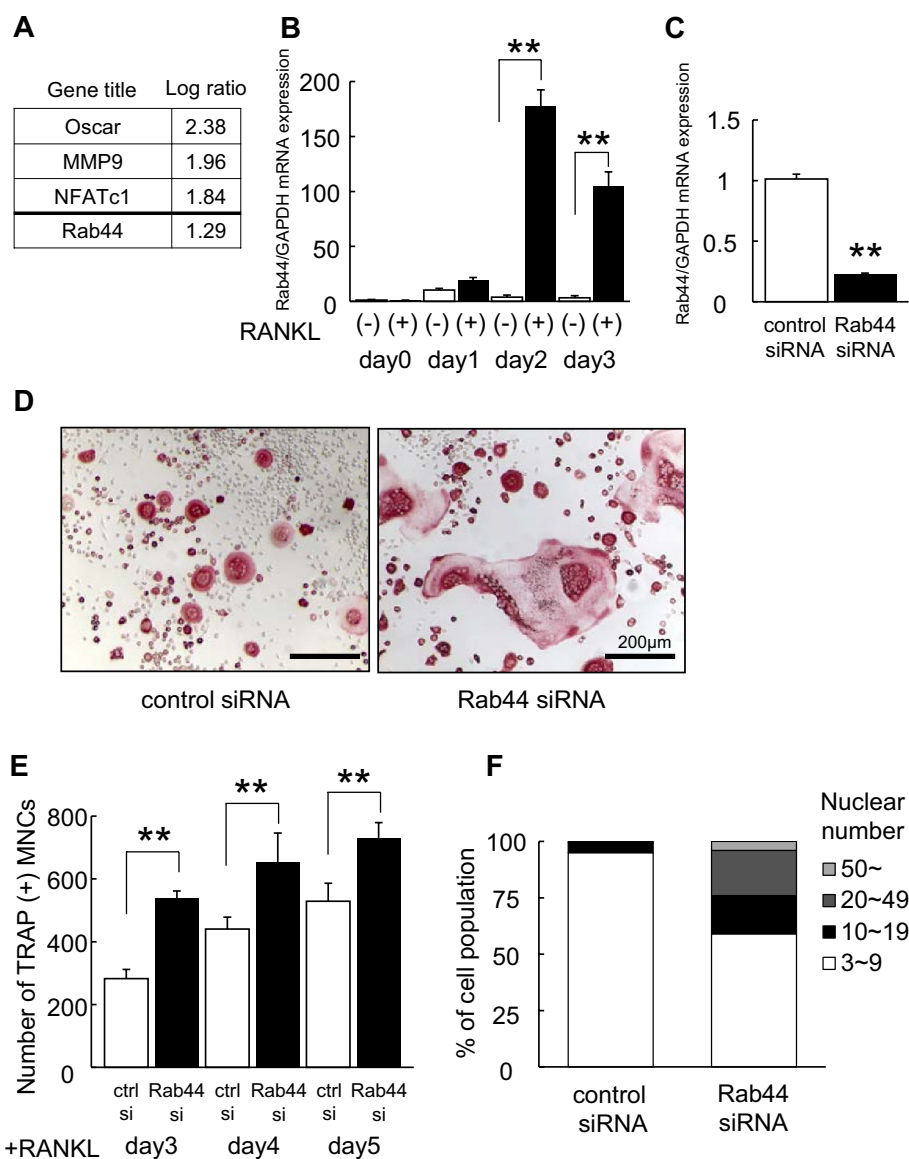 A
Gene title Log ratio
Oscar 2.38
MMP9 1.96
NFATc1 1.84
Rab44 1.29
B
Rab44/GAPDH mRNA expression
200
150
100
50
0
**
**
RANKL (-) (+) (-) (+) (-) (+) (-) (+)
day0 day1 day2 day3
C
Rab44/GAPDH mRNA expression
1.5
1
0.5
0
**
control siRNA
Rab44 siRNA
D
200μm
control siRNA
Rab44 siRNA
E
Number of TRAP (+) MNCs
800
600
400
200
0
**
**
**
ctrl si
Rab44 si
ctrl si
Rab44 si
ctrl si
Rab44 si
+RANKL day3 day4 day5
F
% of cell population
100
75
50
25
0
control siRNA
Rab44 siRNA
Nuclear number
50~
20~49
10~19
3~9